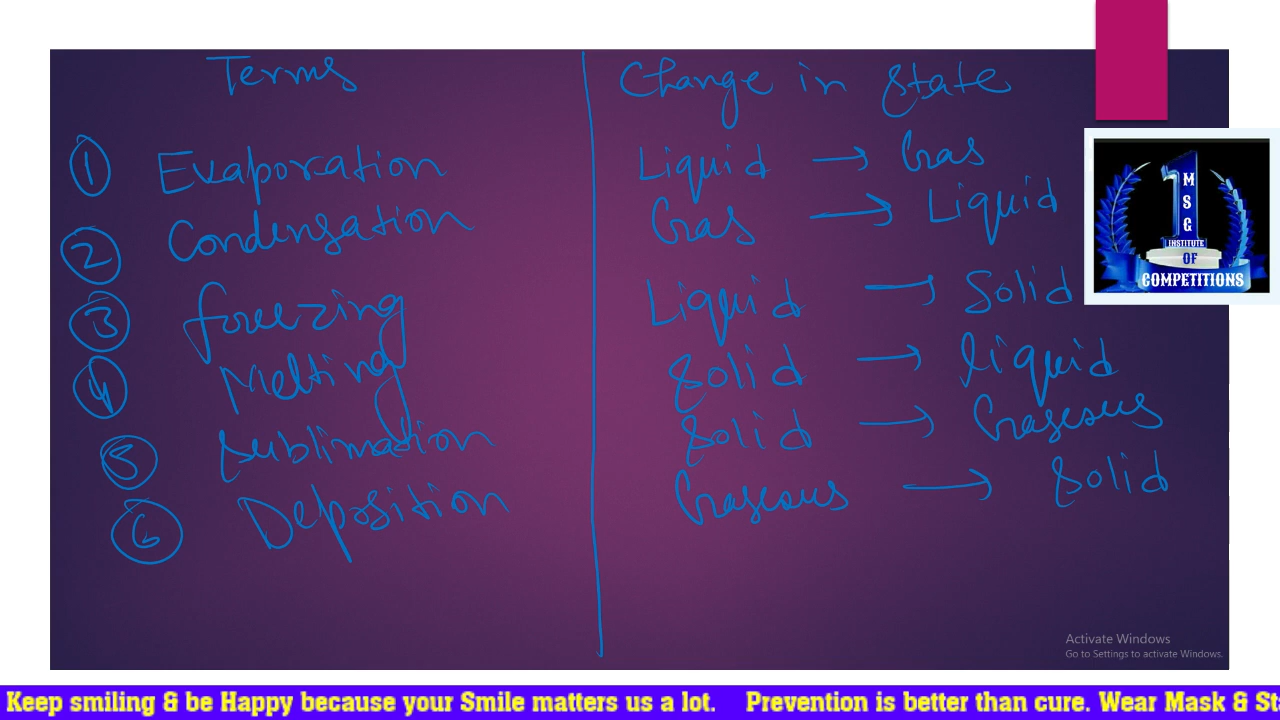 Terms Change in State
1 Evaporation Liquid → Gas
2 Condensation Gas → Liquid
3 freezing Liquid → Solid
4 Melting Solid → liquid
5 Sublimation Solid → Gaseous
6 Deposition Gaseous → Solid
1
MSG
INSTITUTE
OF
COMPETITIONS
Activate Windows
Go to Settings to activate Windows.
Keep smiling & be Happy because your Smile matters us a lot. Prevention is better than cure. Wear Mask & St